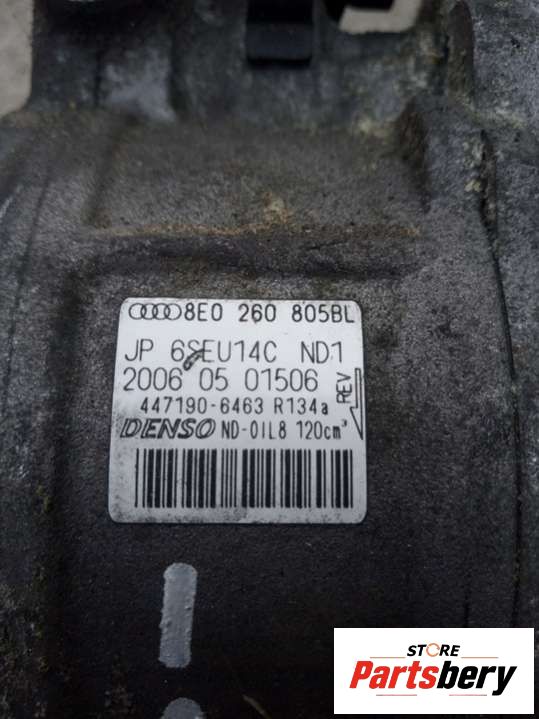 8E0 260 805BL
JP 6SEU14C ND1
2006 05 01506
REV
447190-6463 R134a
DENSO ND-OIL8 120cm³
STORE
Partsbery